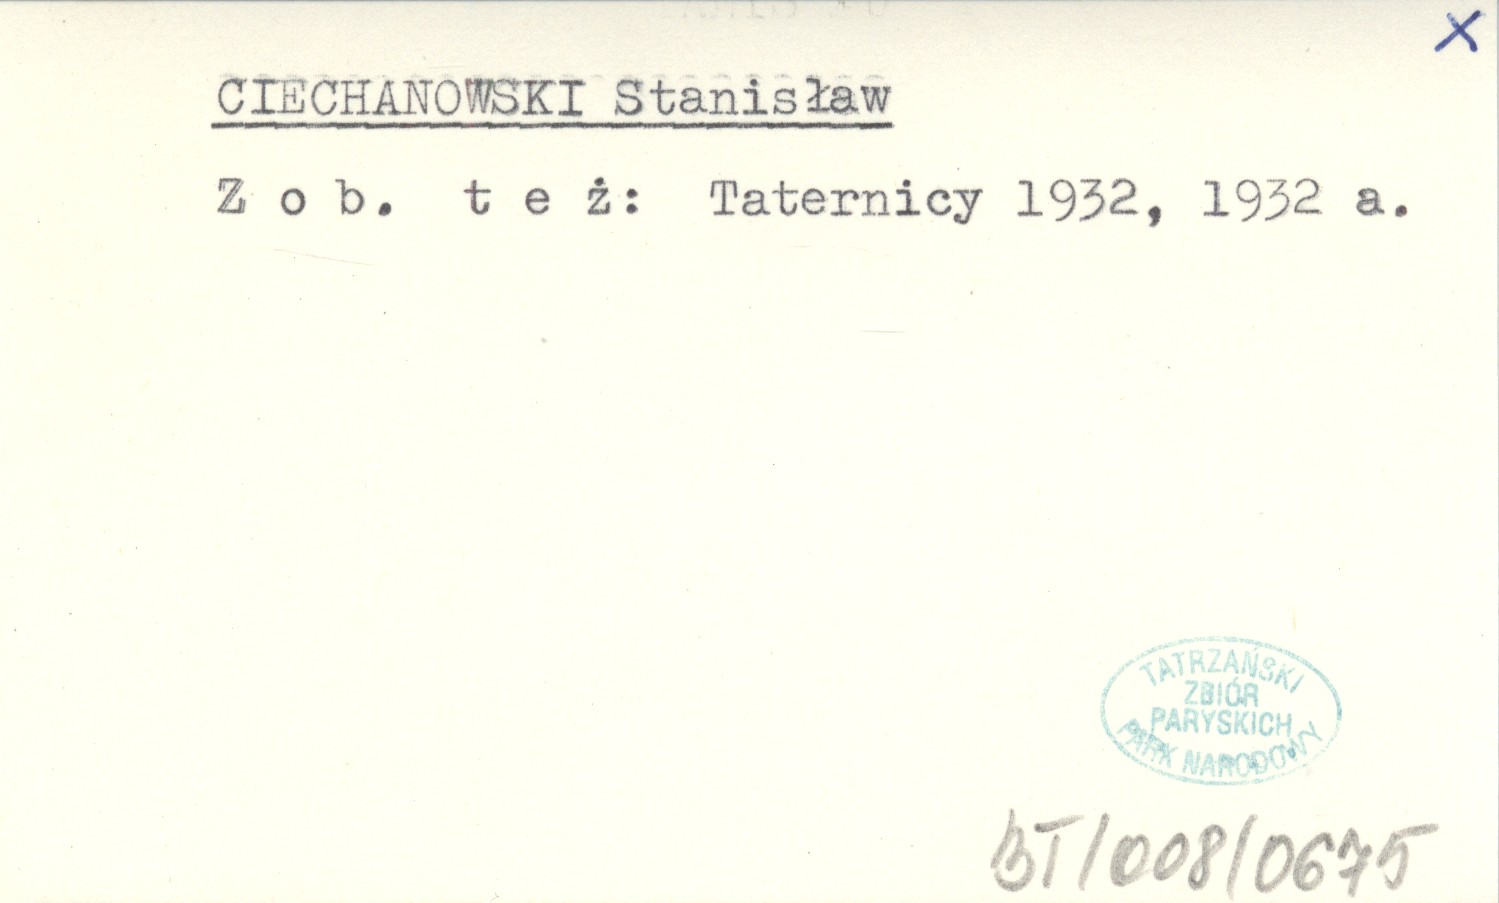 X
CIECHANOWSKI Stanisław
Z o b. t e ż: Taternicy 1932, 1932 a.
TATRZAŃSKI
ZBIÓR
PARYSKICH
PARK NARODOWY
BT/008/0675